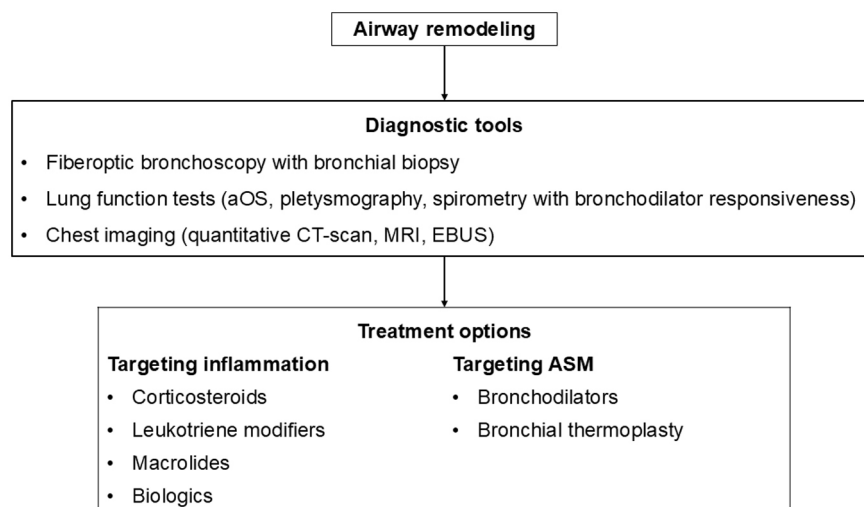 Airway remodeling
Diagnostic tools
• Fiberoptic bronchoscopy with bronchial biopsy
• Lung function tests (aOS, pletysmography, spirometry with bronchodilator responsiveness)
• Chest imaging (quantitative CT-scan, MRI, EBUS)
Treatment options
Targeting inflammation
• Corticosteroids
• Leukotriene modifiers
• Macrolides
• Biologics
Targeting ASM
• Bronchodilators
• Bronchial thermoplasty